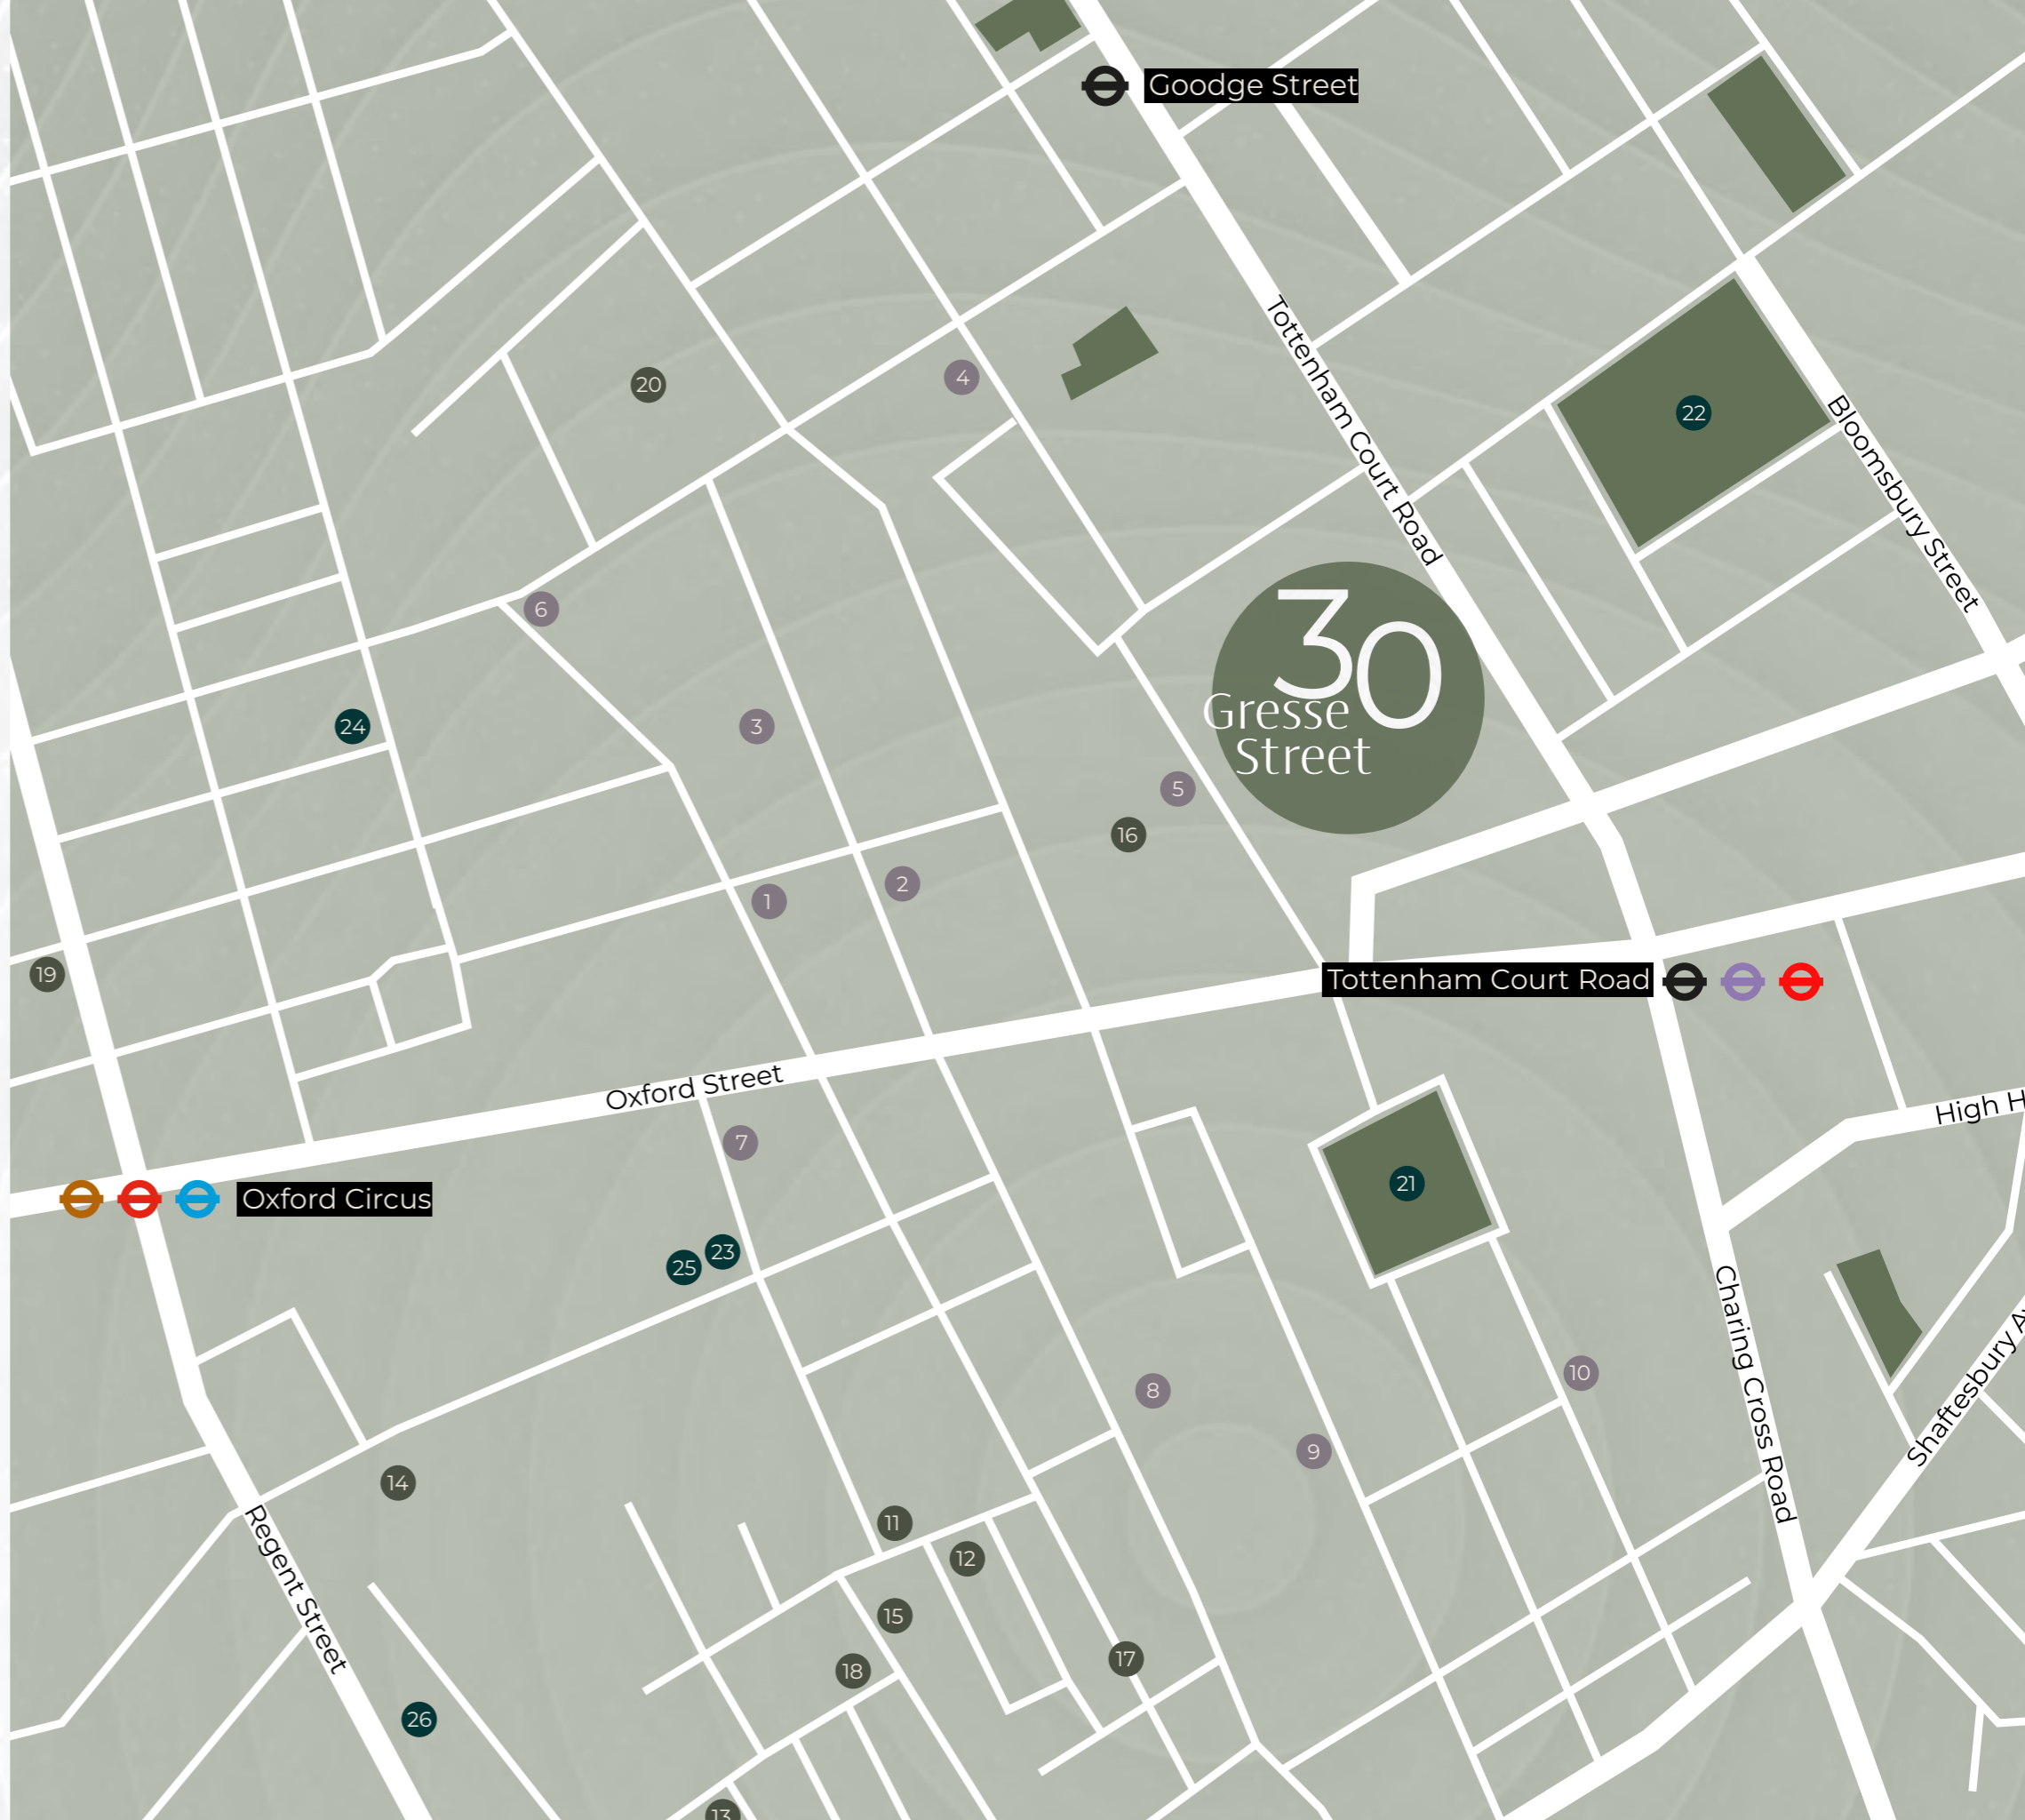 Goodge Street
Tottenham Court Road
20
4
22
Bloomsbury Street
6
30
Gresse
Street
24
3
5
16
2
1
19
Tottenham Court Road
Oxford Street
High H
7
21
Oxford Circus
23
25
Charing Cross Road
Shaftesbury A
10
8
9
14
11
Regent Street
12
15
17
18
26
13